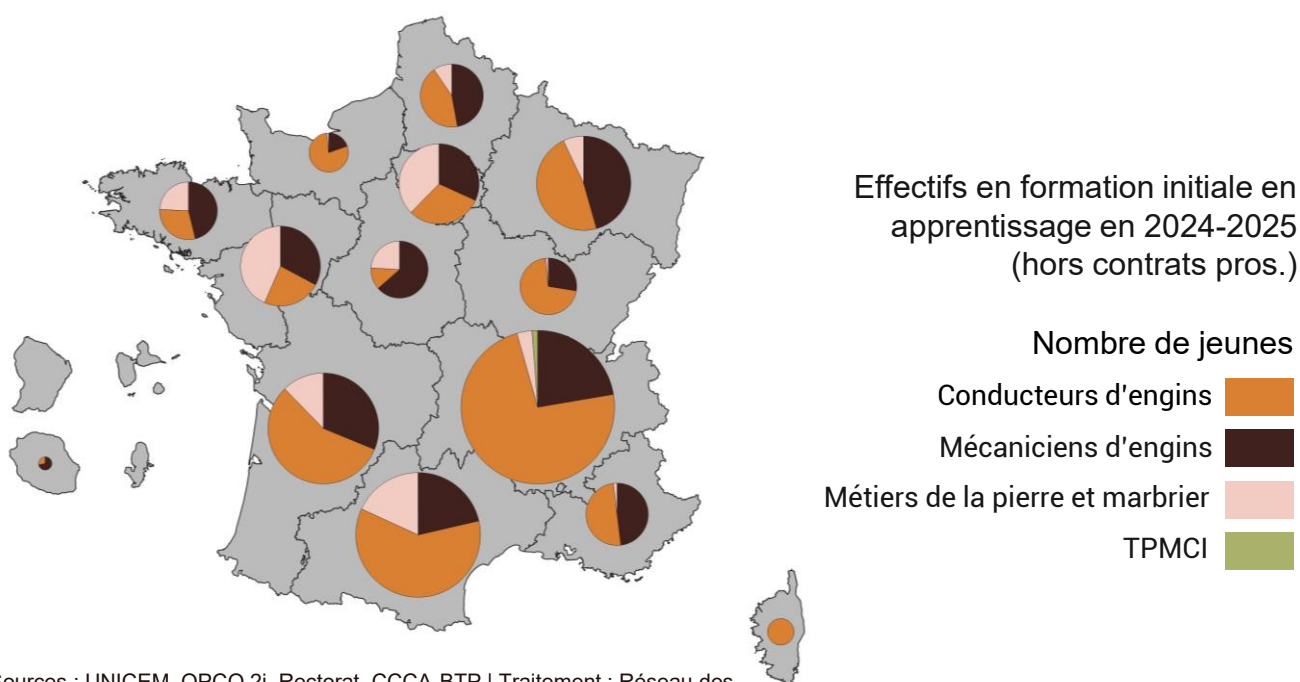 Effectifs en formation initiale en
apprentissage en 2024-2025
(hors contrats pros.)
Nombre de jeunes
Conducteurs d'engins
Mécaniciens d'engins
Métiers de la pierre et marbrier
TPMCI
Sources : UNICEM, OPCO 2i, Rectorat, CCCA-BTP | Traitement : Réseau des